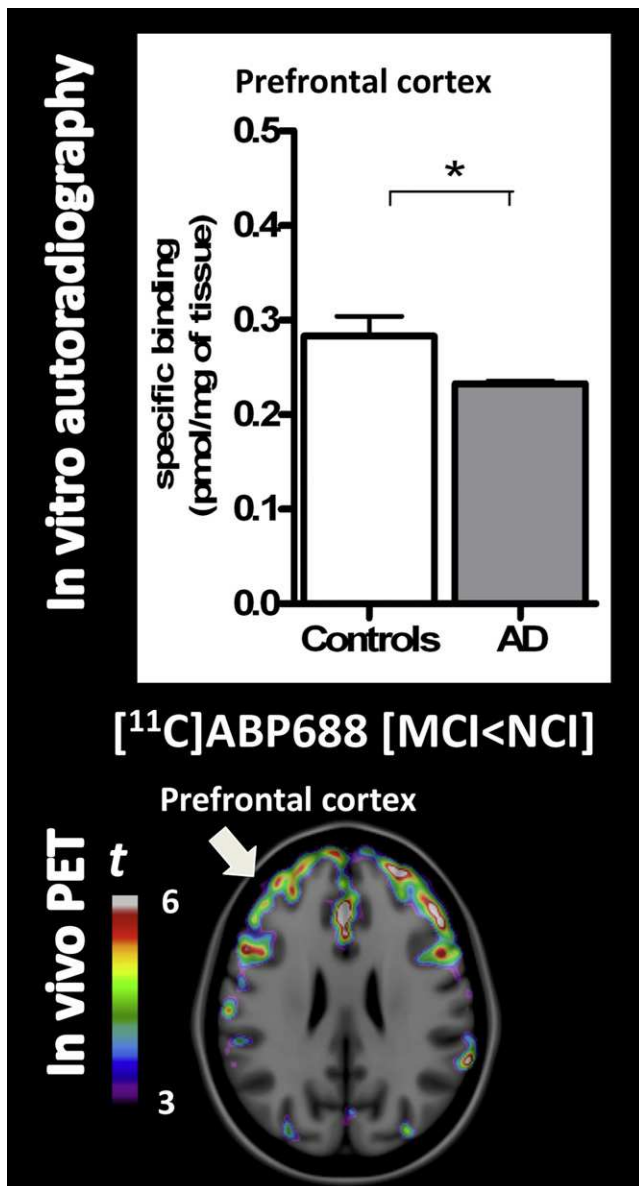 In vitro autoradiography
Prefrontal cortex
*
specific binding
(pmol/mg of tissue)
0.5
0.4
0.3
0.2
0.1
0.0
Controls AD
[¹¹C]ABP688 [MCI<NCI]
In vivo PET
Prefrontal cortex
t
6
3